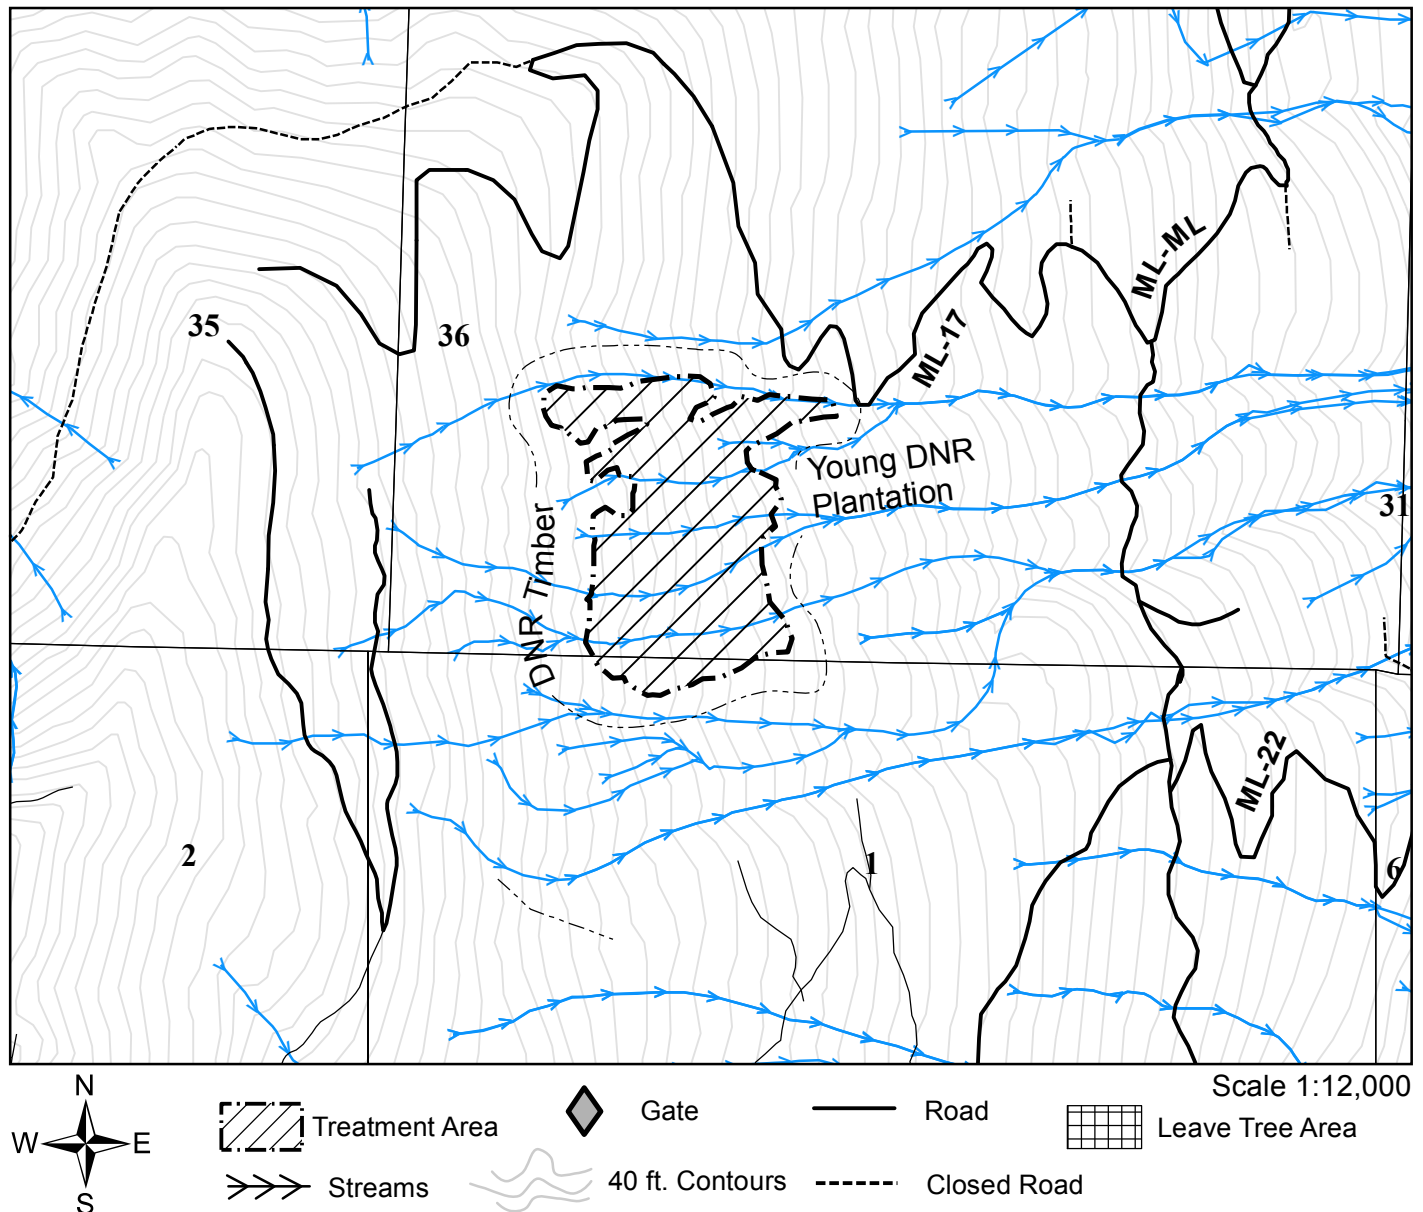 ML-ML
35
36
ML-17
Young DNR
Plantation
31
DNR Timber
ML-22
2
1
6
Scale 1:12,000
N
W
E
S
Treatment Area
Gate
Road
Leave Tree Area
Streams
40 ft. Contours
Closed Road